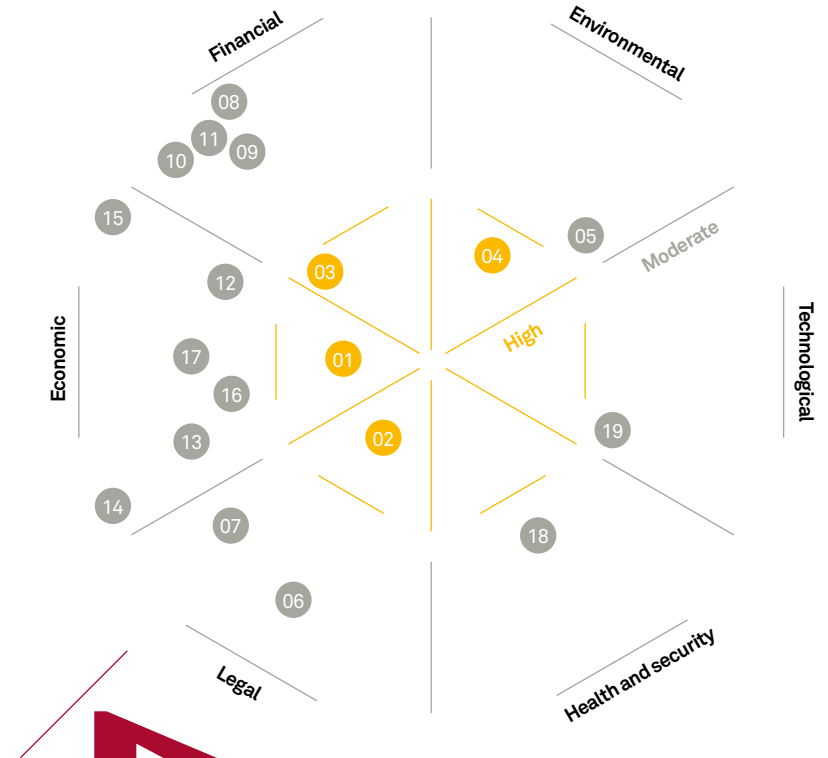 Financial
Environmental
08
11
09
10
15
05
Moderate
04
03
12
High
Economic
Technological
17
01
16
02
19
13
14
07
18
06
Legal
Health and security